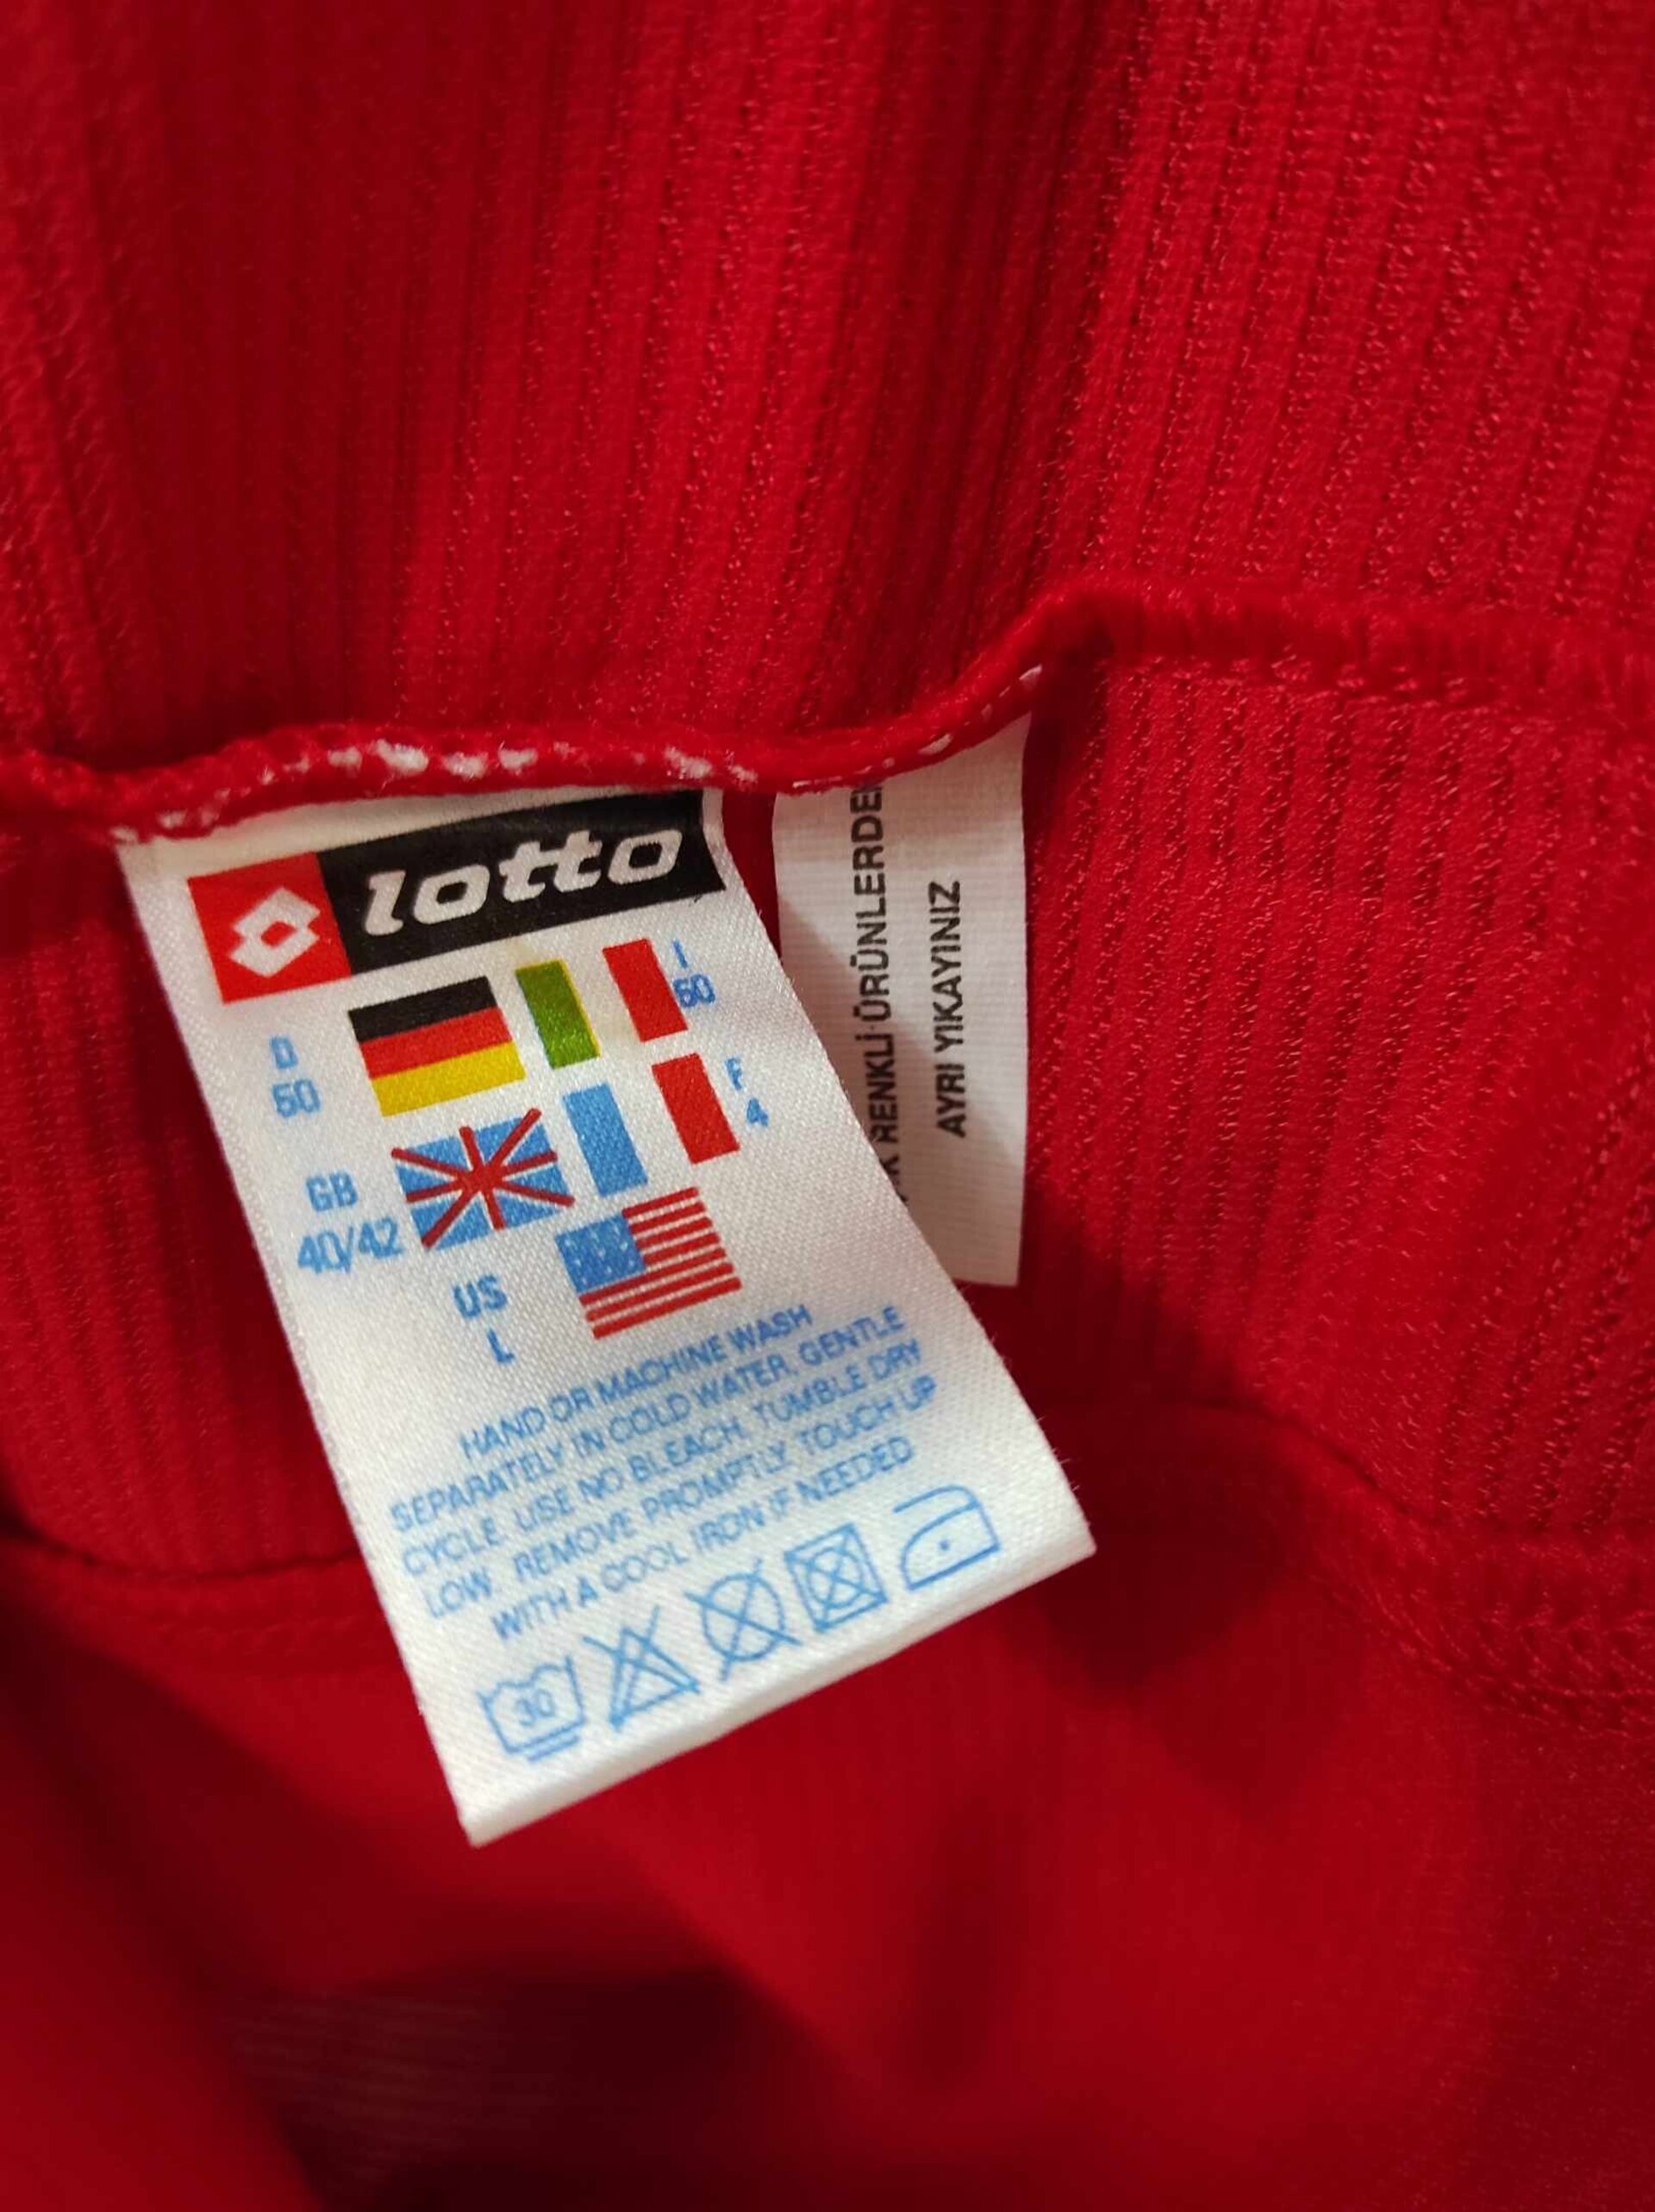 lotto
I
50
D
50
F
4
GB
40/42
US
L
HAND OR MACHINE WASH
SEPARATELY IN COLD WATER. GENTLE
CYCLE. USE NO BLEACH. TUMBLE DRY
LOW. REMOVE PROMPTLY. TOUCH UP
WITH A COOL IRON IF NEEDED
30
RENKLİ ÜRÜNLERDE
AYRI YIKAYINIZ